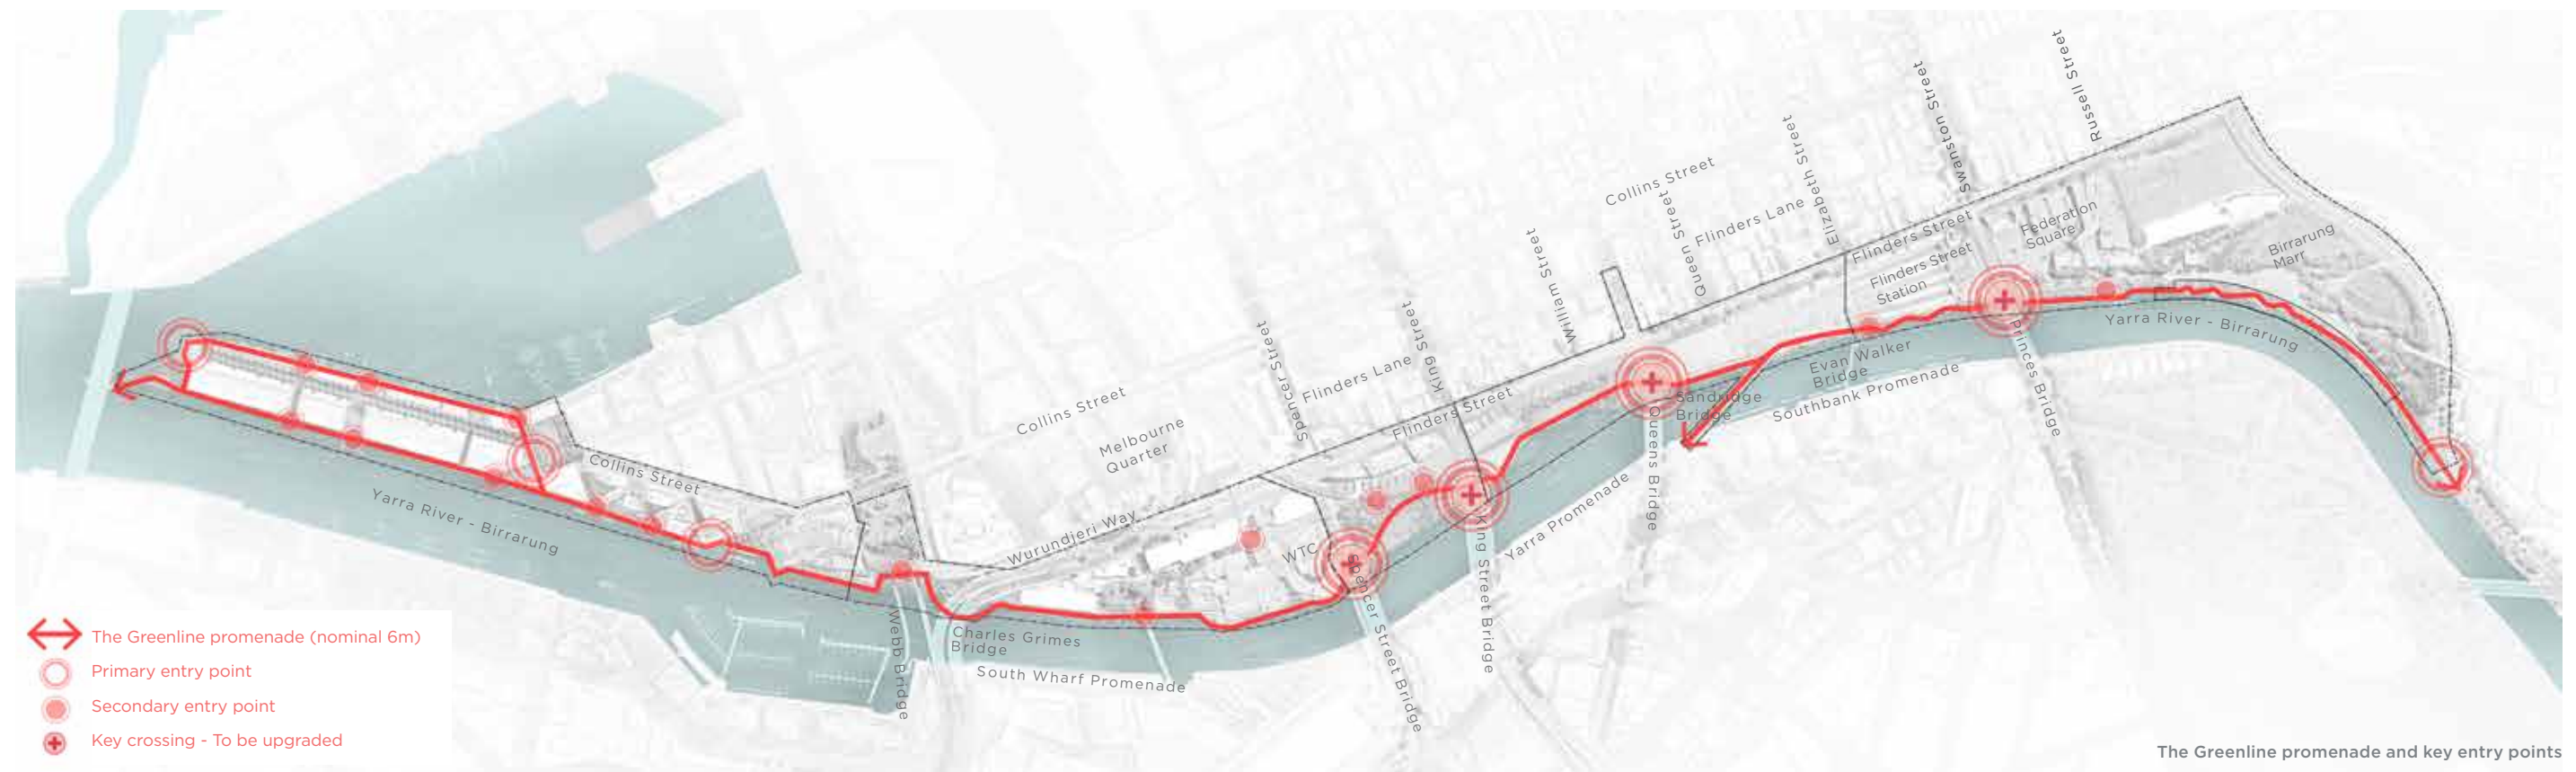 Russell Street
Swanston Street
Elizabeth Street
Collins Street
Queen Street
Flinders Lane
William Street
Flinders Street
Federation
Square
Flinders Street
Station
Birrarung
Marr
Yarra River - Birrarung
Princes Bridge
Evan Walker
Bridge
Southbank Promenade
Sandridge
Bridge
Queens Bridge
King Street
Spencer Street
Flinders Lane
Flinders Street
Collins Street
Melbourne
Quarter
Collins Street
Yarra River - Birrarung
Wurundjeri Way
WTC
Yarra Promenade
King Street Bridge
Spencer Street Bridge
Webb Bridge
Charles Grimes
Bridge
South Wharf Promenade
The Greenline promenade (nominal 6m)
Primary entry point
Secondary entry point
Key crossing - To be upgraded
The Greenline promenade and key entry points